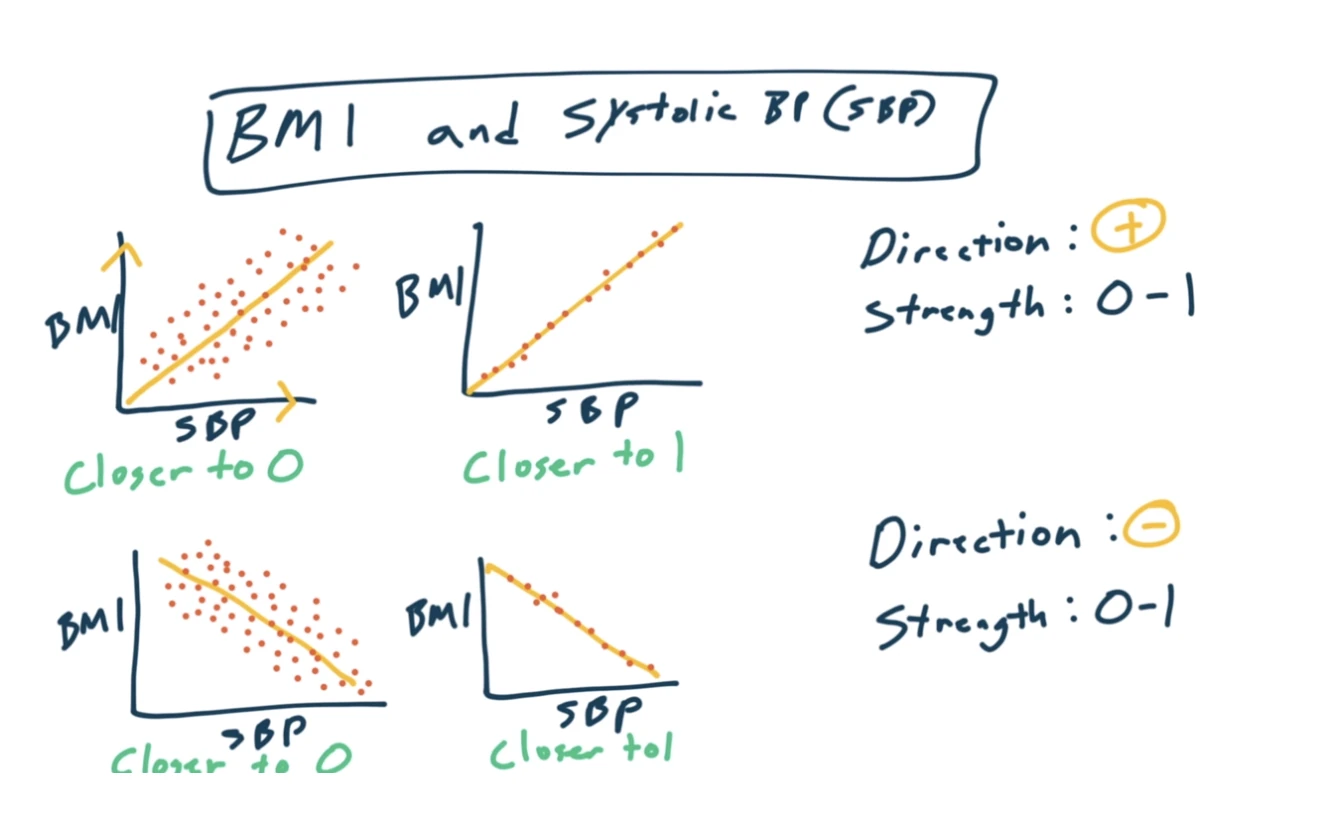 BMI and Systolic BP (SBP)
BMI
SBP
Closer to 0
BMI
SBP
Closer to 1
Direction : +
Strength : 0 - 1
BMI
SBP
Closer to 0
BMI
SBP
Closer to 1
Direction : -
Strength : 0-1